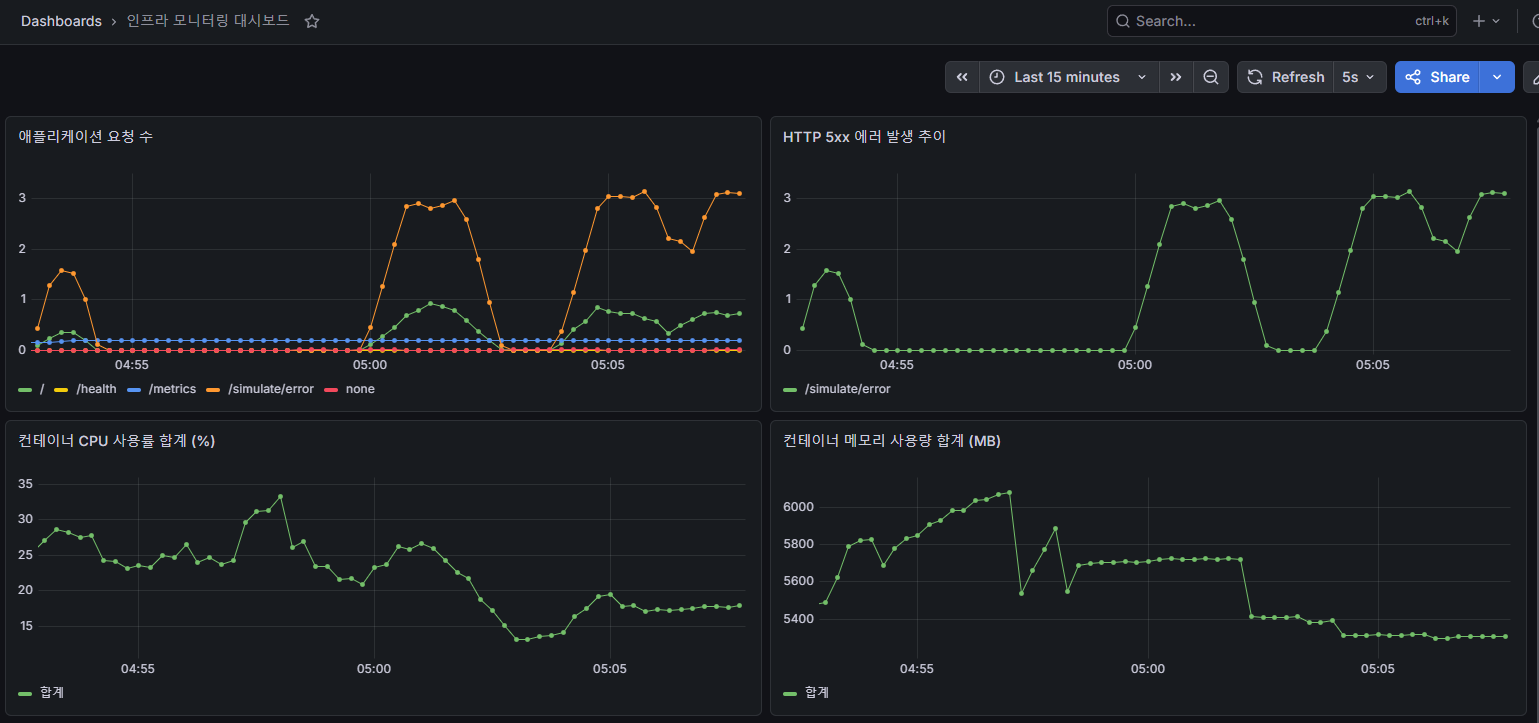 Dashboards › 인프라 모니터링 대시보드
Search... ctrl+k
Last 15 minutes Refresh 5s Share
애플리케이션 요청 수
3
2
1
0
04:55 05:00 05:05
/ /health /metrics /simulate/error none
HTTP 5xx 에러 발생 추이
3
2
1
0
04:55 05:00 05:05
/simulate/error
컨테이너 CPU 사용률 합계 (%)
35
30
25
20
15
04:55 05:00 05:05
합계
컨테이너 메모리 사용량 합계 (MB)
6000
5800
5600
5400
04:55 05:00 05:05
합계